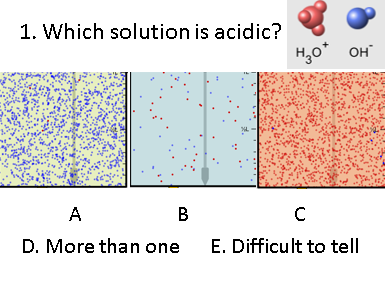 1. Which solution is acidic?
H₃O⁺ OH⁻
A B C
D. More than one E. Difficult to tell